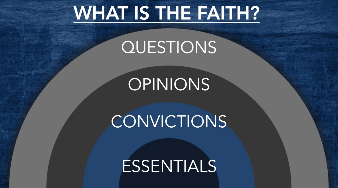 WHAT IS THE FAITH?
QUESTIONS
OPINIONS
CONVICTIONS
ESSENTIALS